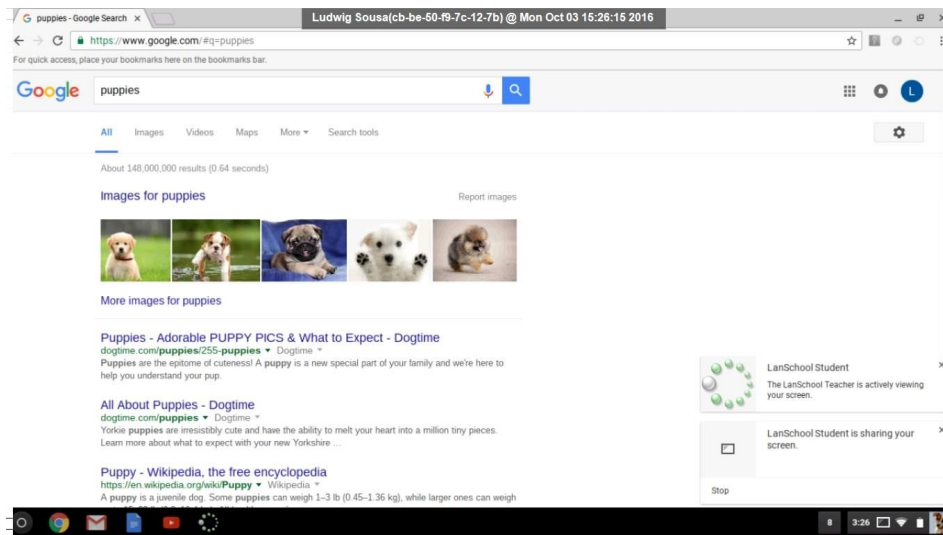 puppies - Google Search
Ludwig Sousa(cb-be-50-f9-7c-12-7b) @ Mon Oct 03 15:26:15 2016
https://www.google.com/#q=puppies
For quick access, place your bookmarks here on the bookmarks bar.
Google puppies L
All Images Videos Maps More Search tools
About 148,000,000 results (0.64 seconds)
Images for puppies Report images
More images for puppies
Puppies - Adorable PUPPY PICS & What to Expect - Dogtime
dogtime.com/puppies/255-puppies Dogtime
Puppies are the epitome of cuteness! A puppy is a new special part of your family and we're here to
help you understand your pup.
All About Puppies - Dogtime
dogtime.com/puppies Dogtime
Yorkie puppies are irresistibly cute and have the ability to melt your heart into a million tiny pieces.
Learn more about what to expect with your new Yorkshire ...
Puppy - Wikipedia, the free encyclopedia
https://en.wikipedia.org/wiki/Puppy Wikipedia
A puppy is a juvenile dog. Some puppies can weigh 1–3 lb (0.45–1.36 kg), while larger ones can weigh
LanSchool Student
The LanSchool Teacher is actively viewing
your screen.
LanSchool Student is sharing your
screen.
Stop
8 3:26